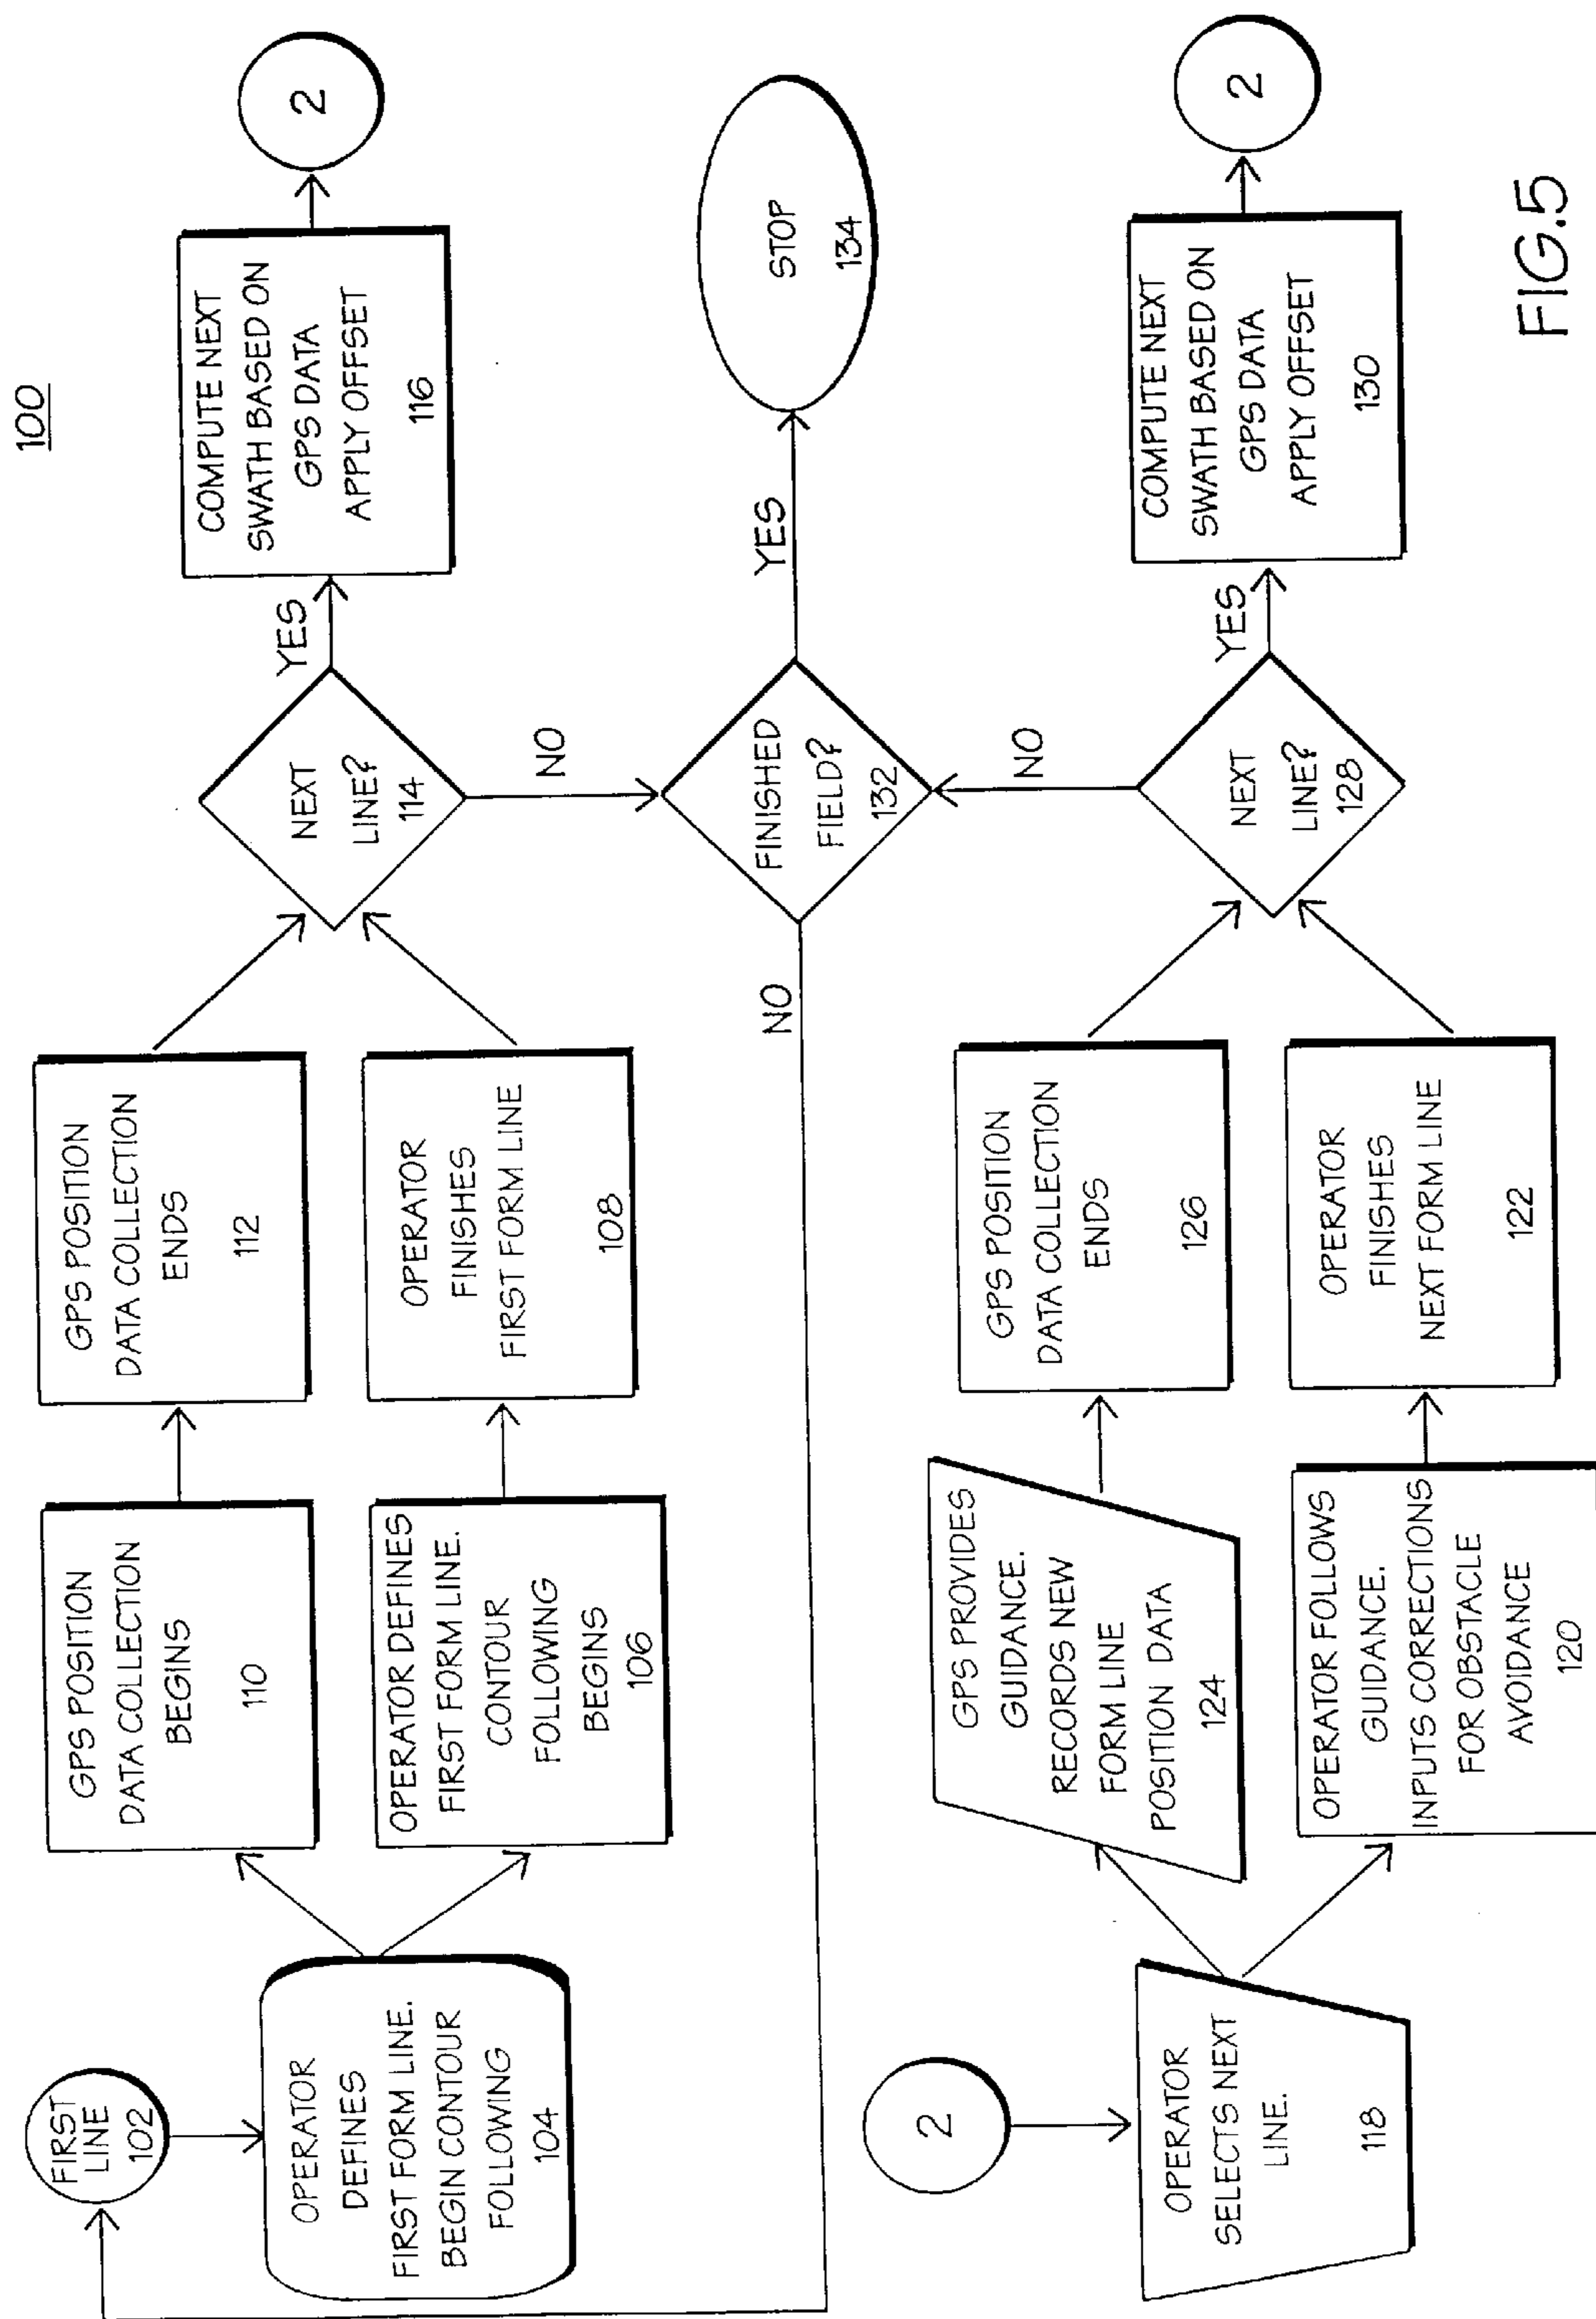 100
FIRST
LINE
102
OPERATOR
DEFINES
FIRST FORM LINE.
BEGIN CONTOUR
FOLLOWING
104
GPS POSITION
DATA COLLECTION
BEGINS
110
GPS POSITION
DATA COLLECTION
ENDS
112
OPERATOR DEFINES
FIRST FORM LINE.
CONTOUR
FOLLOWING
BEGINS
106
OPERATOR
FINISHES
FIRST FORM LINE
108
NEXT
LINE?
114
YES
COMPUTE NEXT
SWATH BASED ON
GPS DATA
APPLY OFFSET
116
2
NO
FINISHED
FIELD?
132
YES
STOP
134
NO
2
OPERATOR
SELECTS NEXT
LINE.
118
GPS PROVIDES
GUIDANCE.
RECORDS NEW
FORM LINE
POSITION DATA
124
GPS POSITION
DATA COLLECTION
ENDS
126
OPERATOR FOLLOWS
GUIDANCE.
INPUTS CORRECTIONS
FOR OBSTACLE
AVOIDANCE
120
OPERATOR
FINISHES
NEXT FORM LINE
122
NO
NEXT
LINE?
128
YES
COMPUTE NEXT
SWATH BASED ON
GPS DATA
APPLY OFFSET
130
2
FIG.5